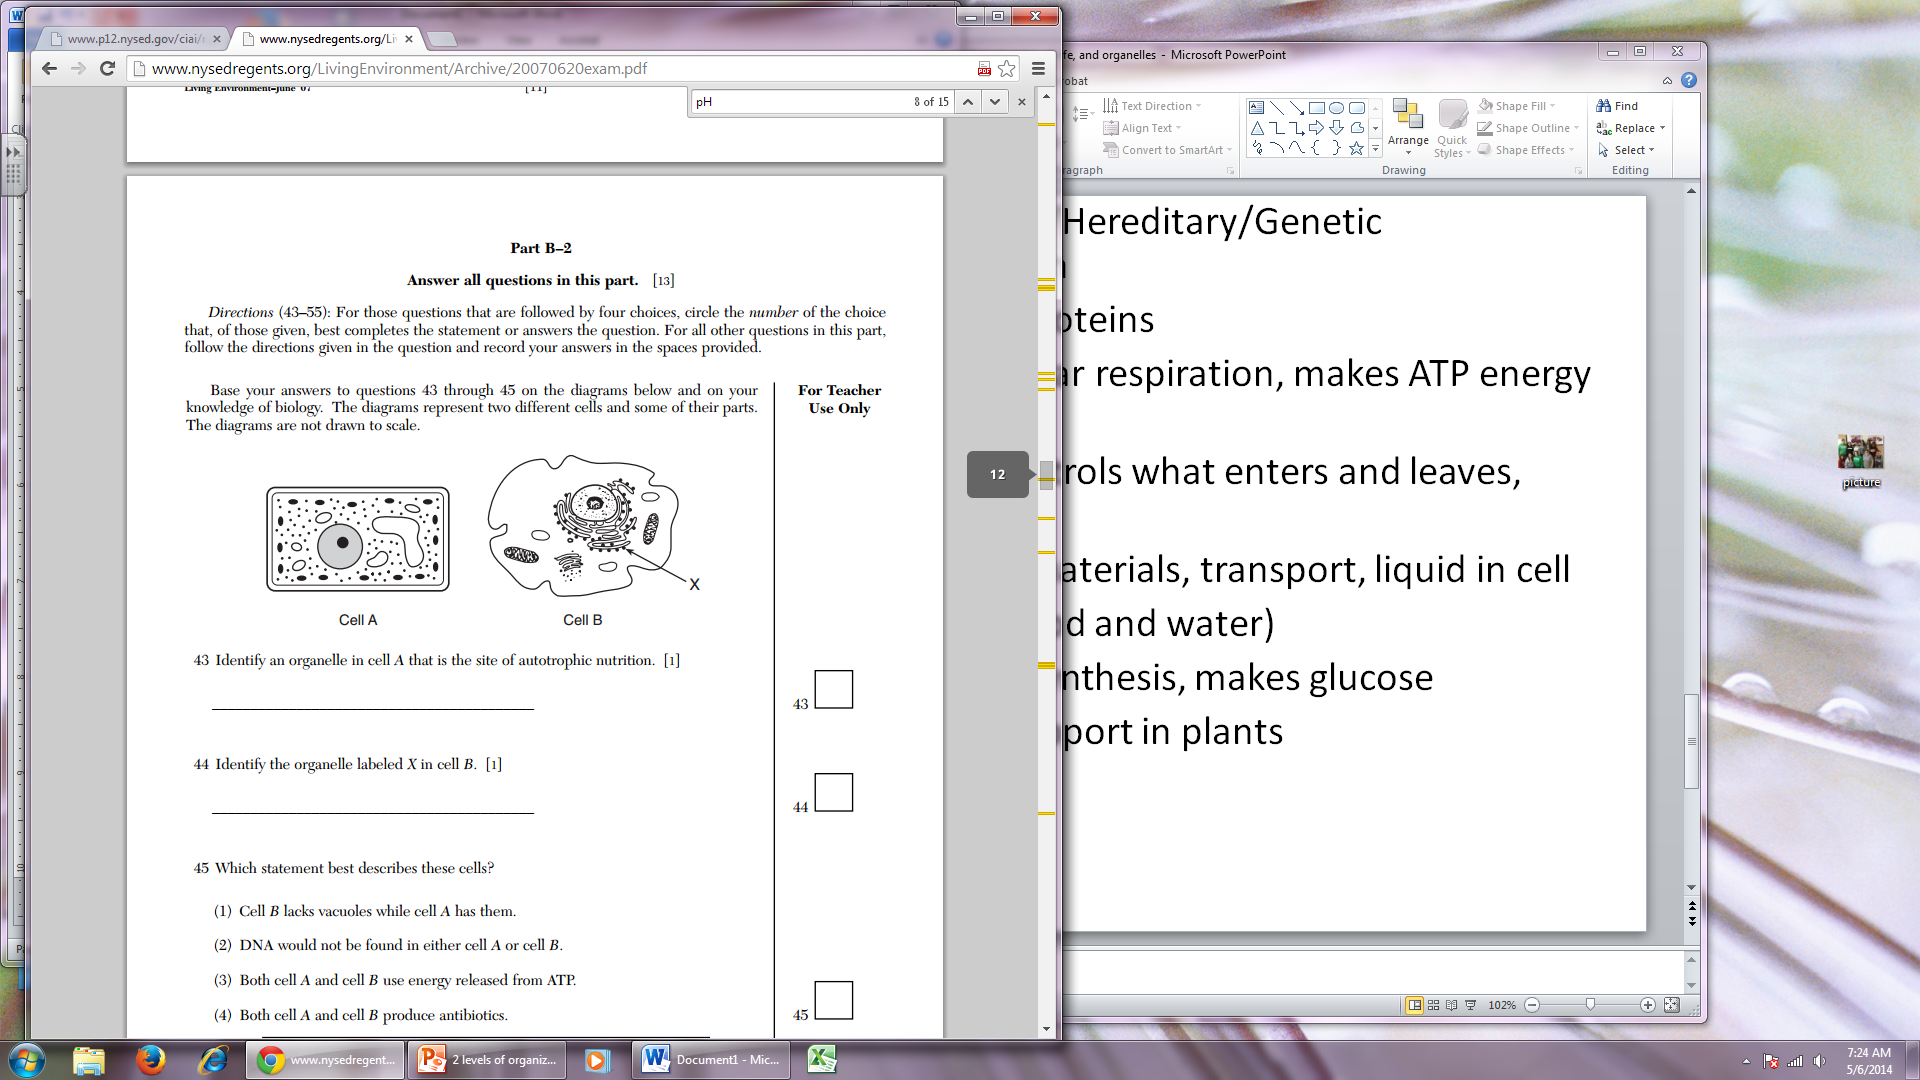 www.p12.nysed.gov/ciai/
www.nysedregents.org/Li
www.nysedregents.org/LivingEnvironment/Archive/20070620exam.pdf
Living Environment–June '07 [11]
pH 8 of 15
Part B–2
Answer all questions in this part. [13]
Directions (43–55): For those questions that are followed by four choices, circle the number of the choice
that, of those given, best completes the statement or answers the question. For all other questions in this part,
follow the directions given in the question and record your answers in the spaces provided.
Base your answers to questions 43 through 45 on the diagrams below and on your
knowledge of biology. The diagrams represent two different cells and some of their parts.
The diagrams are not drawn to scale.
For Teacher
Use Only
X
Cell A
Cell B
43 Identify an organelle in cell A that is the site of autotrophic nutrition. [1]
43
44 Identify the organelle labeled X in cell B. [1]
44
45 Which statement best describes these cells?
(1) Cell B lacks vacuoles while cell A has them.
(2) DNA would not be found in either cell A or cell B.
(3) Both cell A and cell B use energy released from ATP.
(4) Both cell A and cell B produce antibiotics.
45
12
fe, and organelles - Microsoft PowerPoint
robat
Text Direction
Align Text
Convert to SmartArt
Arrange
Quick
Styles
Shape Fill
Shape Outline
Shape Effects
Find
Replace
Select
ragraph
Drawing
Editing
Hereditary/Genetic
oteins
ar respiration, makes ATP energy
rols what enters and leaves,
aterials, transport, liquid in cell
d and water)
nthesis, makes glucose
port in plants
102%
picture
www.nysedregent...
2 levels of organiz...
Document1 - Mic...
7:24 AM
5/6/2014